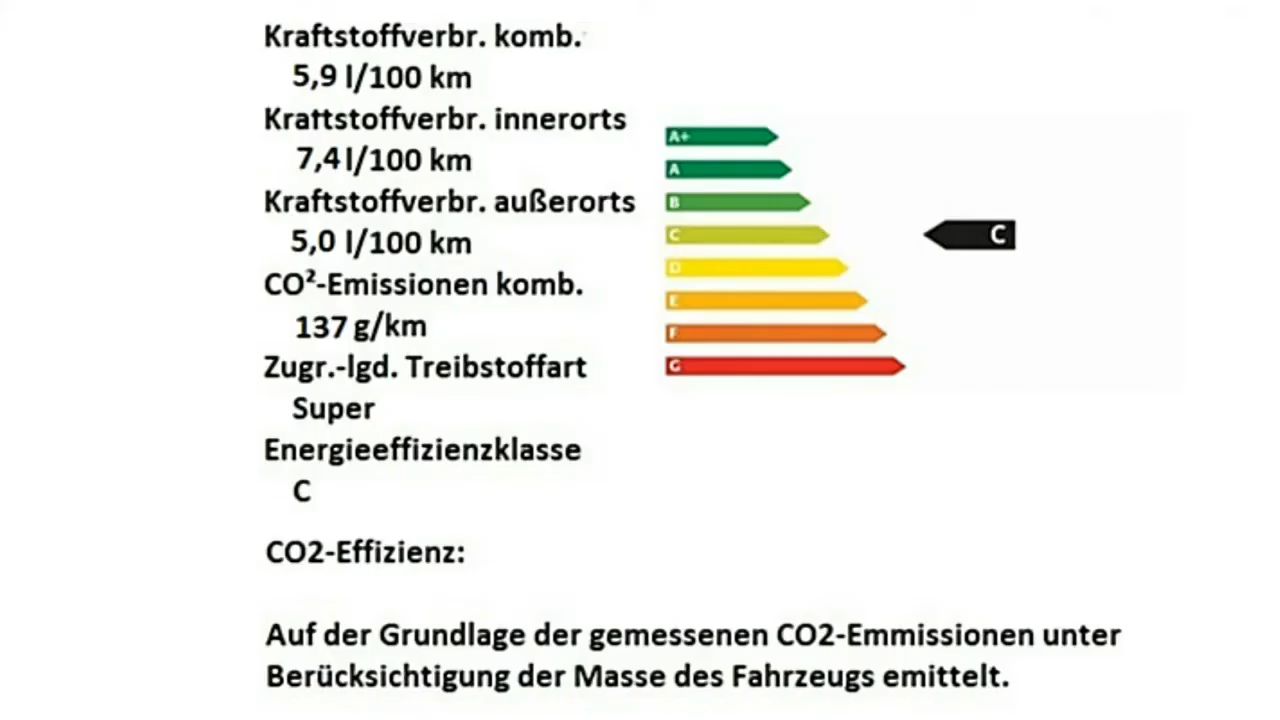 Kraftstoffverbr. komb.
5,9 l/100 km
Krattstoffverbr. innerorts
7,4 l/100 km
Kraftstoffverbr. außerorts
5,0 l/100 km
CO²-Emissionen komb.
137 g/km
Zugr.-lgd. Treibstoffart
Super
Energieeffizienzklasse
C
A+
A
B
C
D
E
F
G
C
CO2-Effizienz:
Auf der Grundlage der gemessenen CO2-Emmissionen unter
Berücksichtigung der Masse des Fahrzeugs emittelt.